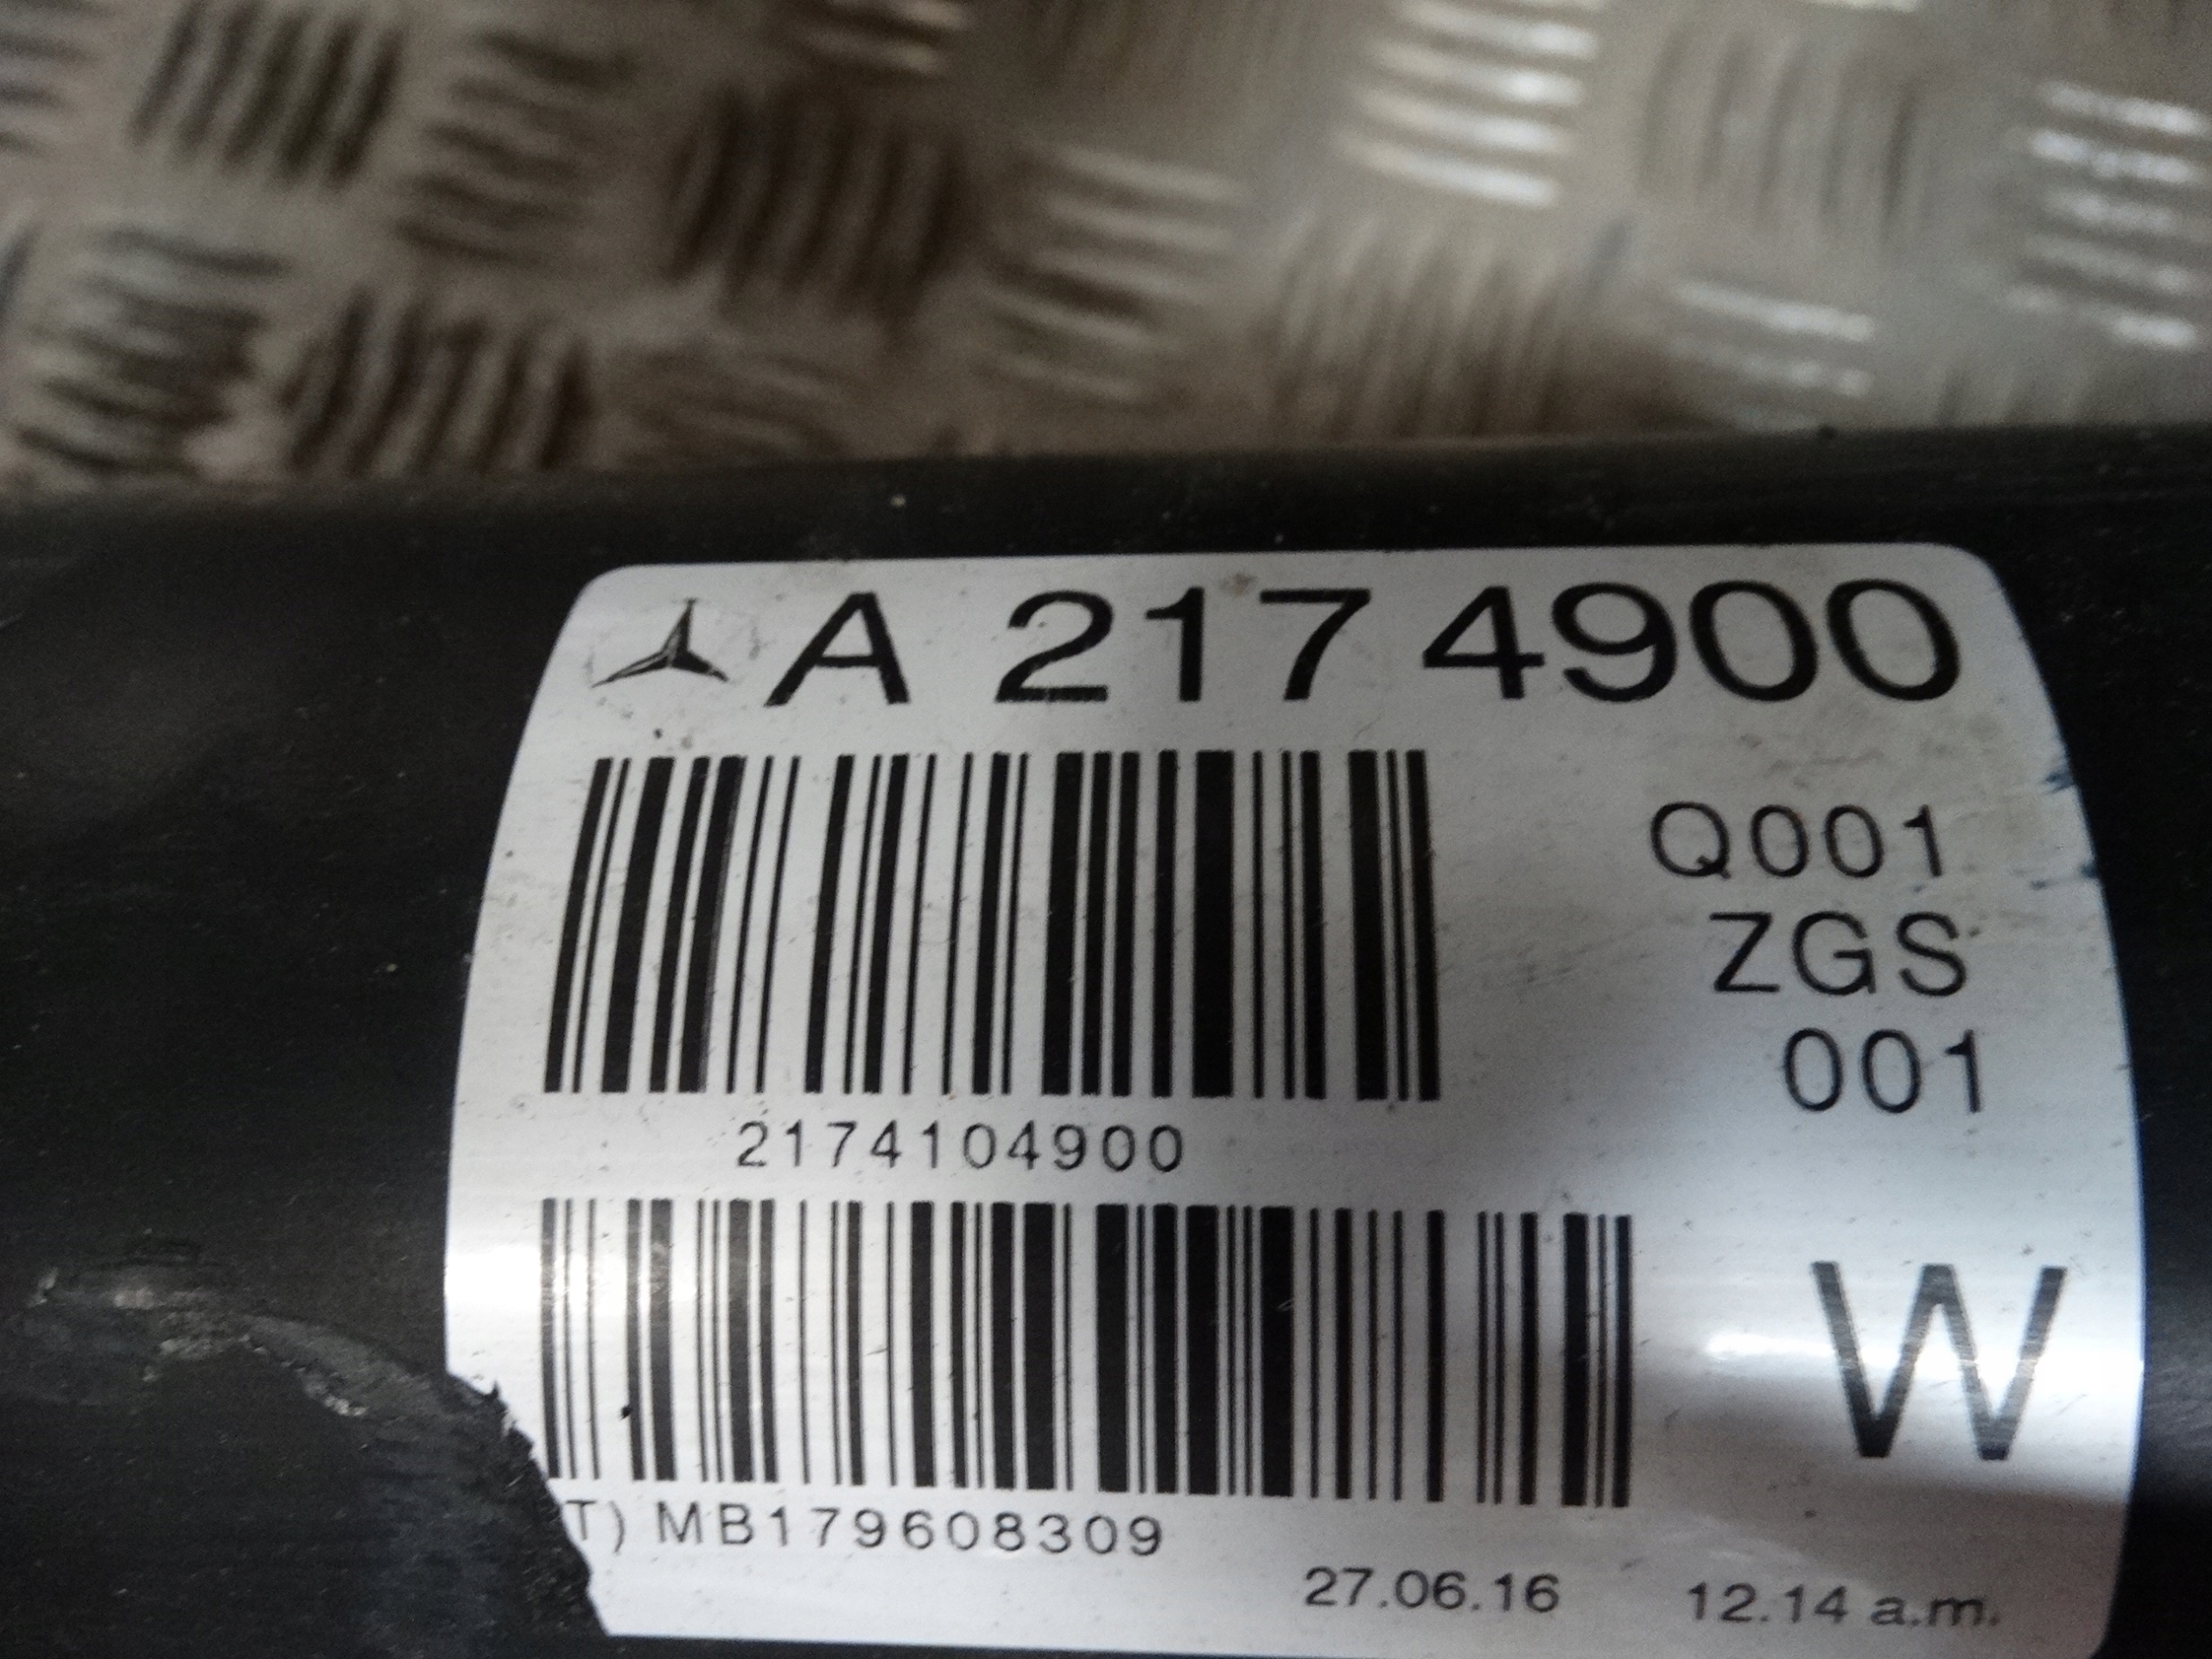 A 217 4900
Q001
ZGS
001
2174104900
W
T) MB179608309
27.06.16 12.14 a.m.